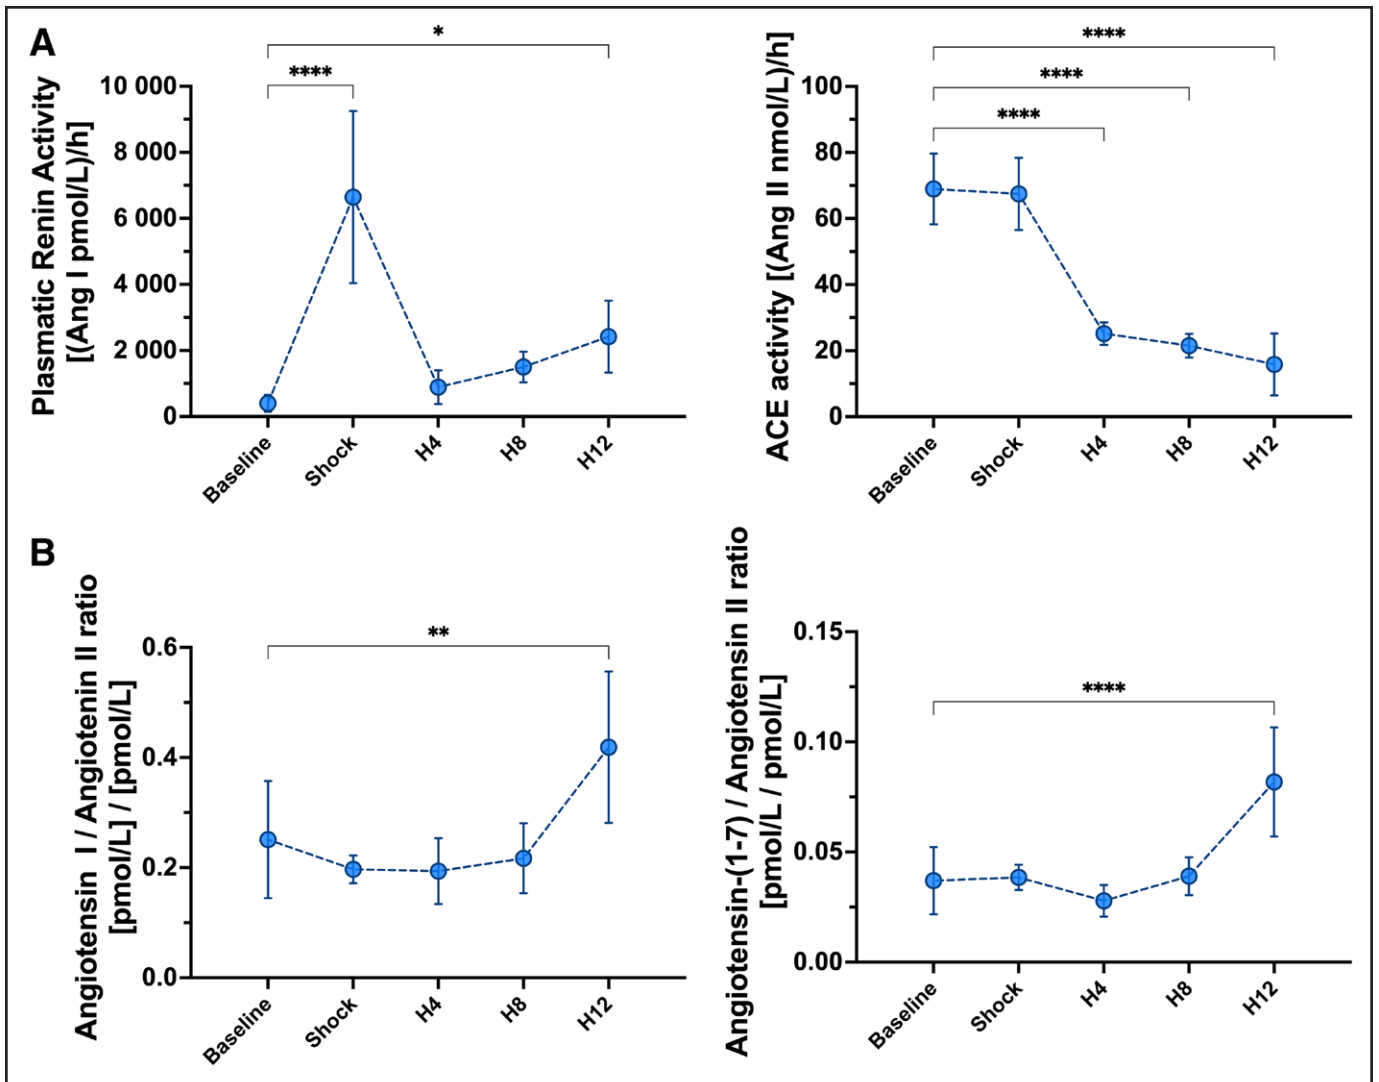 A
Plasmatic Renin Activity
[(Ang I pmol/L)/h]
10 000
8 000
6 000
4 000
2 000
0
*
****
Baseline
Shock
H4
H8
H12
ACE activity [(Ang II nmol/L)/h]
100
80
60
40
20
0
****
****
****
Baseline
Shock
H4
H8
H12
B
Angiotensin I / Angiotenin II ratio
[pmol/L] / [pmol/L]
0.6
0.4
0.2
0.0
**
Baseline
Shock
H4
H8
H12
Angiotensin-(1-7) / Angiotensin II ratio
[pmol/L / pmol/L]
0.15
0.10
0.05
0.00
****
Baseline
Shock
H4
H8
H12